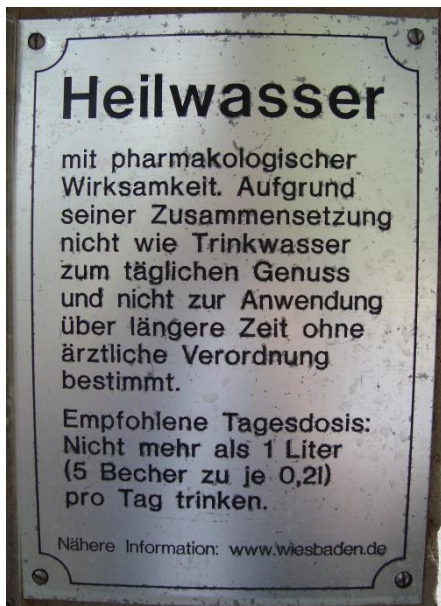 Heilwasser
mit pharmakologischer
Wirksamkeit. Aufgrund
seiner Zusammensetzung
nicht wie Trinkwasser
zum täglichen Genuss
und nicht zur Anwendung
über längere Zeit ohne
ärztliche Verordnung
bestimmt.
Empfohlene Tagesdosis:
Nicht mehr als 1 Liter
(5 Becher zu je 0,2l)
pro Tag trinken.
Nähere Information: www.wiesbaden.de